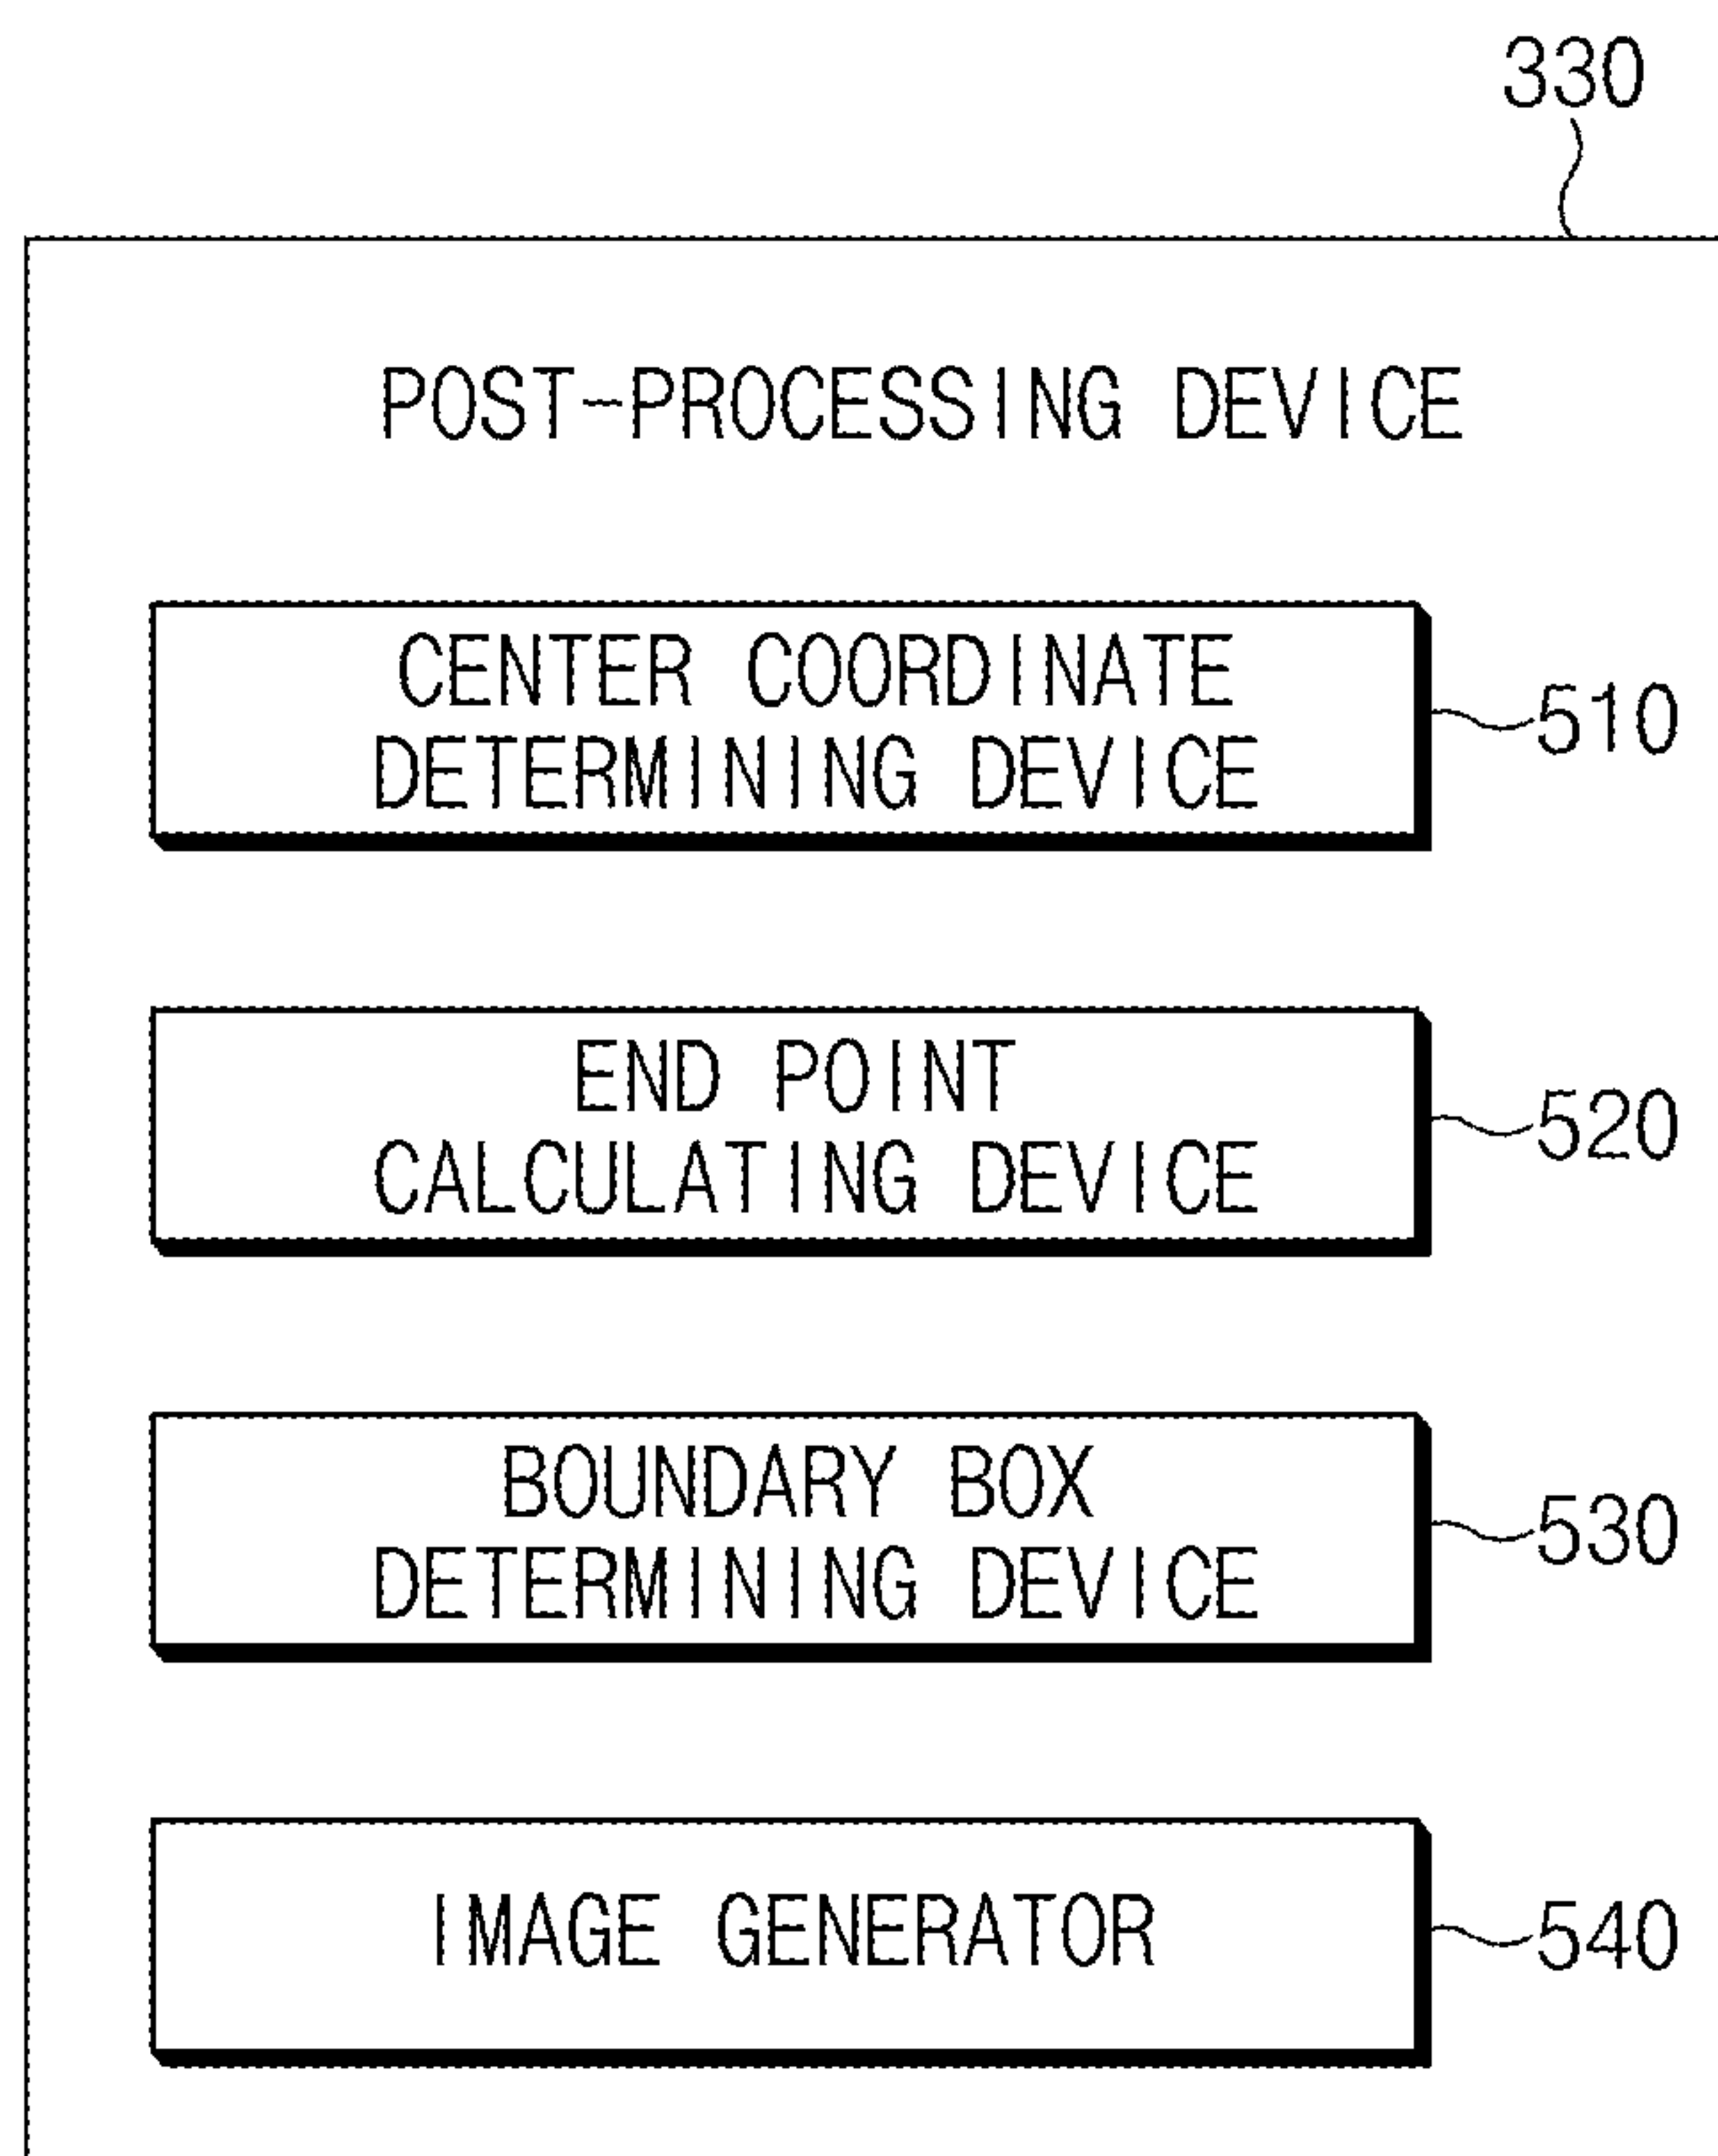 330
POST-PROCESSING DEVICE
CENTER COORDINATE
DETERMINING DEVICE
510
END POINT
CALCULATING DEVICE
520
BOUNDARY BOX
DETERMINING DEVICE
530
IMAGE GENERATOR
540